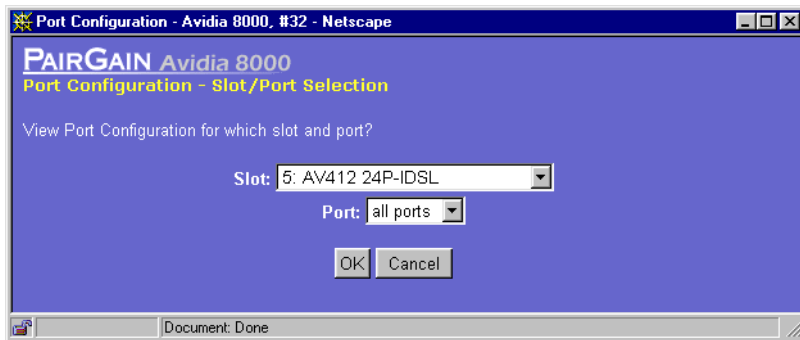 Port Configuration - Avidia 8000, #32 - Netscape
PAIRGAIN Avidia 8000
Port Configuration - Slot/Port Selection
View Port Configuration for which slot and port?
Slot: 5: AV412 24P-IDSL
Port: all ports
OK Cancel
Document: Done